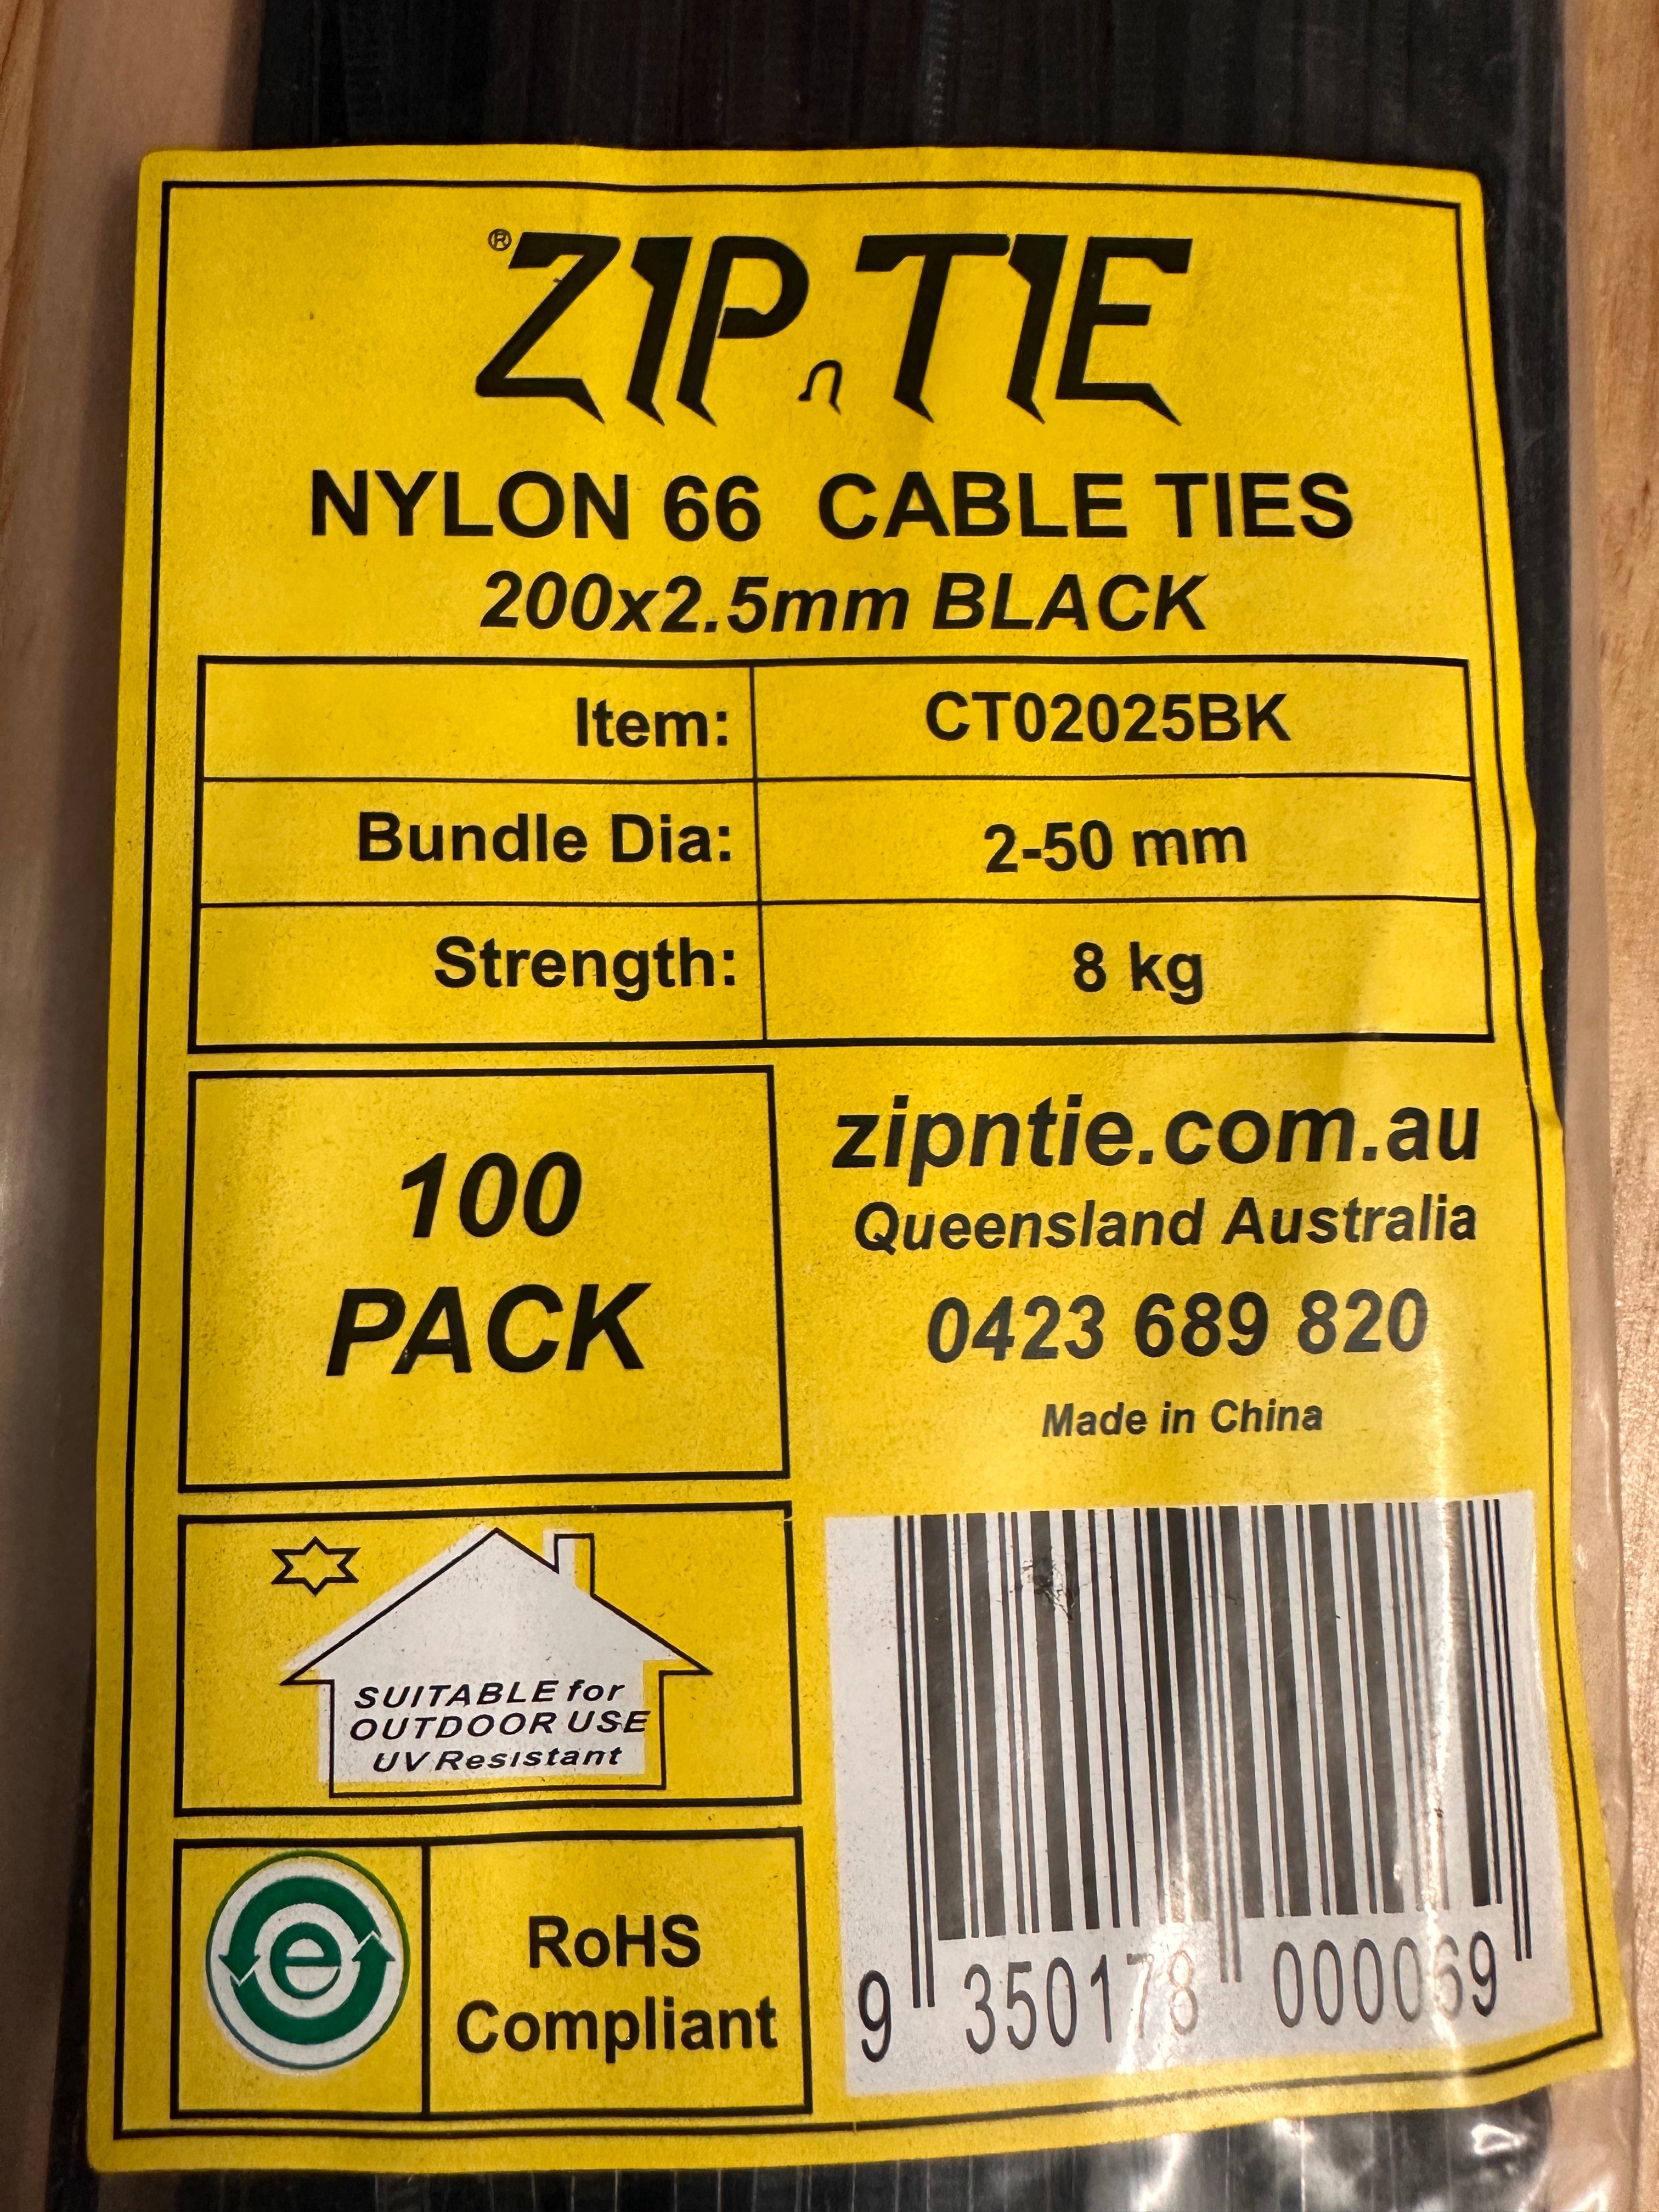 ® ZIP n TIE
NYLON 66 CABLE TIES
200x2.5mm BLACK
Item: CT02025BK
Bundle Dia: 2-50 mm
Strength: 8 kg
100
PACK
zipntie.com.au
Queensland Australia
0423 689 820
Made in China
SUITABLE for
OUTDOOR USE
UV Resistant
e
RoHS
Compliant
9 350178 000069